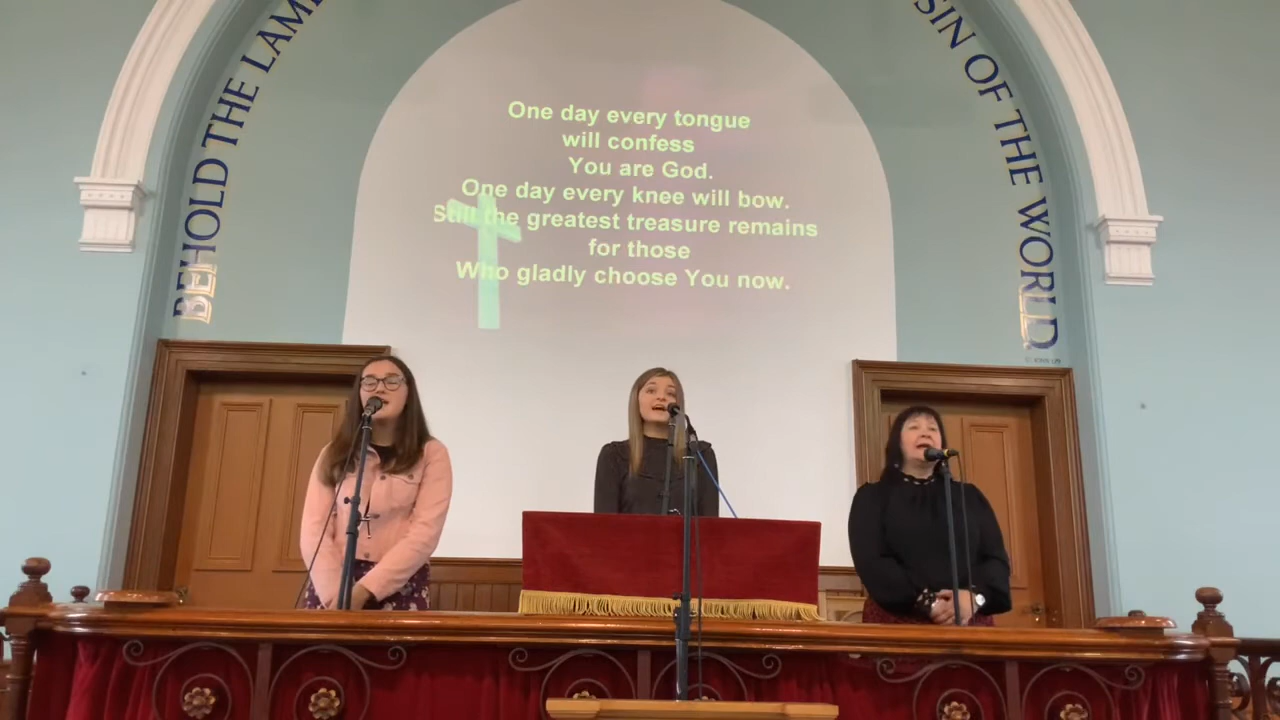 BEHOLD THE LAMB
SIN OF THE WORLD
One day every tongue
will confess
You are God.
One day every knee will bow.
Still the greatest treasure remains
for those
Who gladly choose You now.